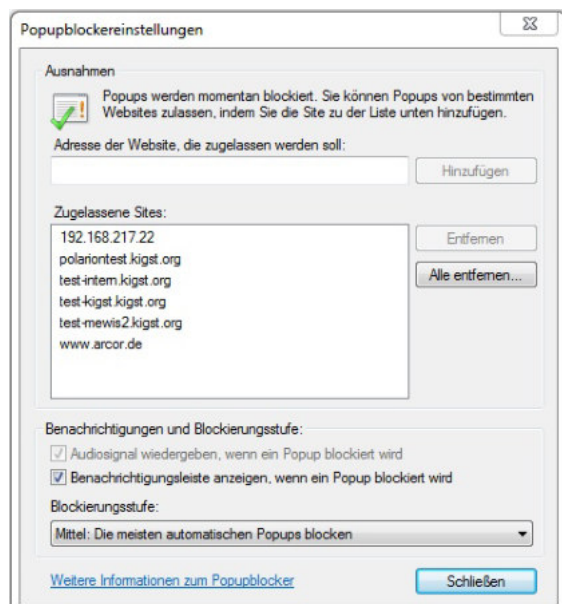 Popupblockereinstellungen
Ausnahmen
Popups werden momentan blockiert. Sie können Popups von bestimmten
Websites zulassen, indem Sie die Site zu der Liste unten hinzufügen.
Adresse der Website, die zugelassen werden soll:
Hinzufügen
Zugelassene Sites:
192.168.217.22
Entfernen
polariontest.kigst.org
test-intern.kigst.org
Alle entfernen...
test-kigst.kigst.org
test-mewis2.kigst.org
www.arcor.de
Benachrichtigungen und Blockierungsstufe:
Audiosignal wiedergeben, wenn ein Popup blockiert wird
Benachrichtigungsleiste anzeigen, wenn ein Popup blockiert wird
Blockierungsstufe:
Mittel: Die meisten automatischen Popups blocken
Weitere Informationen zum Popupblocker
Schließen